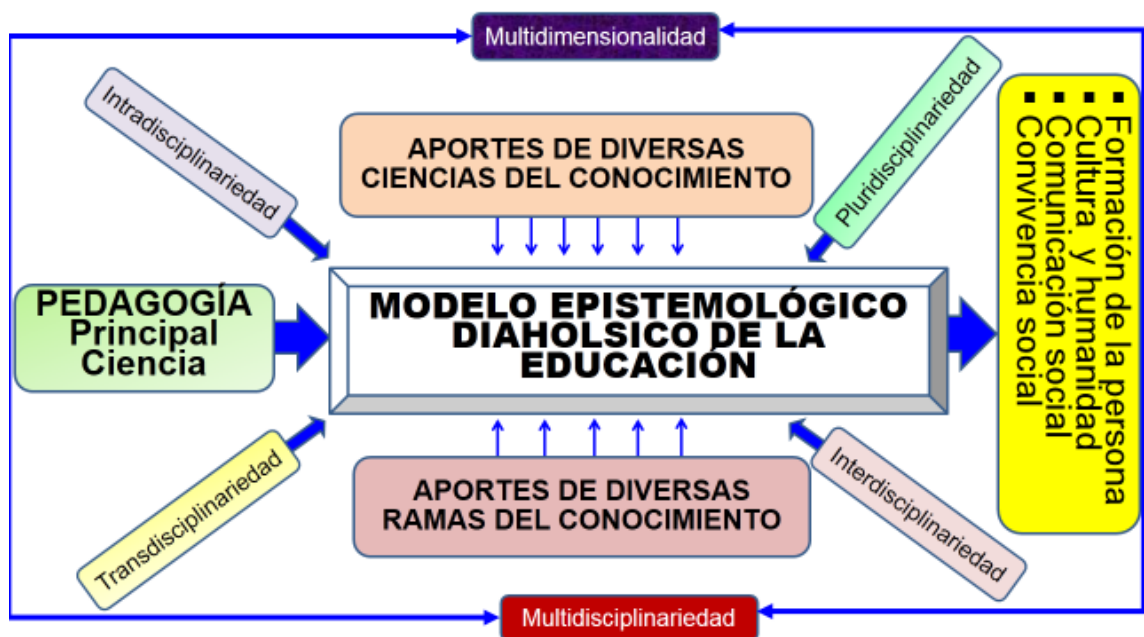 Multidimensionalidad
Intradisciplinariedad
APORTES DE DIVERSAS
CIENCIAS DEL CONOCIMIENTO
Pluridisciplinariedad
▪ Formación de la persona
▪ Cultura y humanidad
▪ Comunicación social
▪ Convivencia social
PEDAGOGÍA
Principal
Ciencia
MODELO EPISTEMOLÓGICO
DIAHOLSICO DE LA
EDUCACIÓN
Transdisciplinariedad
APORTES DE DIVERSAS
RAMAS DEL CONOCIMIENTO
Interdisciplinariedad
Multidisciplinariedad